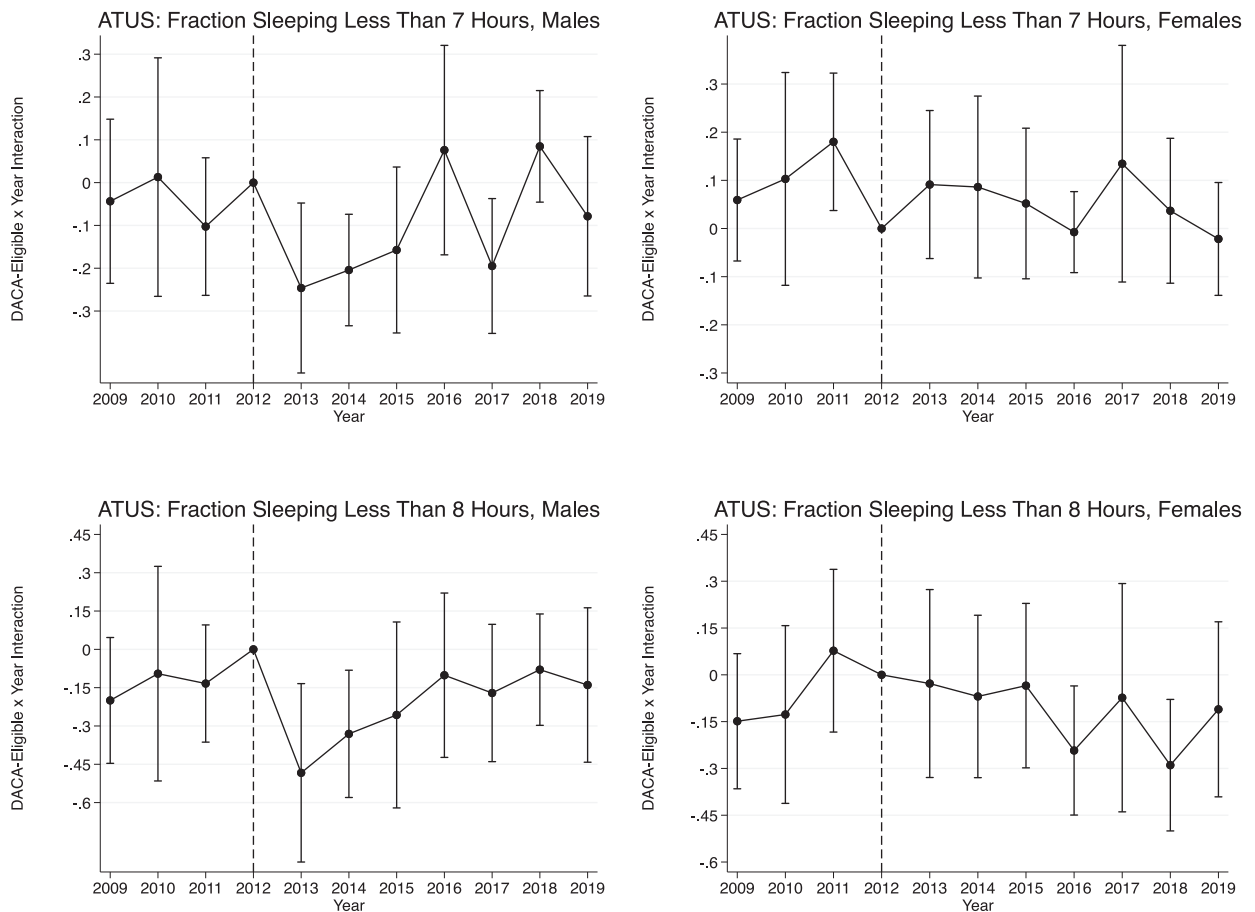 ATUS: Fraction Sleeping Less Than 7 Hours, Males
DACA-Eligible x Year Interaction
.3
.2
.1
0
-.1
-.2
-.3
2009 2010 2011 2012 2013 2014 2015 2016 2017 2018 2019
Year
ATUS: Fraction Sleeping Less Than 7 Hours, Females
DACA-Eligible x Year Interaction
.3
.2
.1
0
-.1
-.2
-.3
2009 2010 2011 2012 2013 2014 2015 2016 2017 2018 2019
Year
ATUS: Fraction Sleeping Less Than 8 Hours, Males
DACA-Eligible x Year Interaction
.45
.3
.15
0
-.15
-.3
-.45
-.6
2009 2010 2011 2012 2013 2014 2015 2016 2017 2018 2019
Year
ATUS: Fraction Sleeping Less Than 8 Hours, Females
DACA-Eligible x Year Interaction
.45
.3
.15
0
-.15
-.3
-.45
-.6
2009 2010 2011 2012 2013 2014 2015 2016 2017 2018 2019
Year